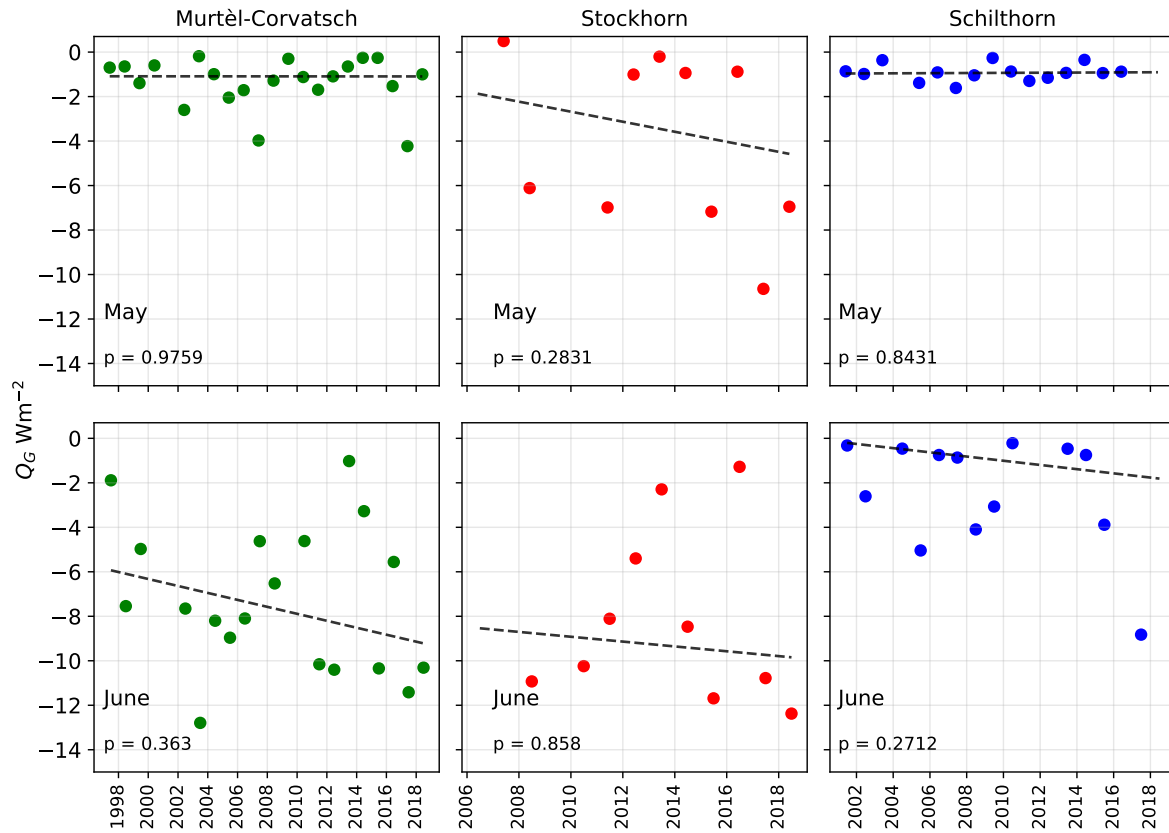 Murtèl-Corvatsch Stockhorn Schilthorn
0
−2
−4
−6
−8
−10
−12
−14
May
p = 0.9759
May
p = 0.2831
May
p = 0.8431
Q_G Wm⁻²
0
−2
−4
−6
−8
−10
−12
−14
June
p = 0.363
June
p = 0.858
June
p = 0.2712
1998 2000 2002 2004 2006 2008 2010 2012 2014 2016 2018
2006 2008 2010 2012 2014 2016 2018
2002 2004 2006 2008 2010 2012 2014 2016 2018